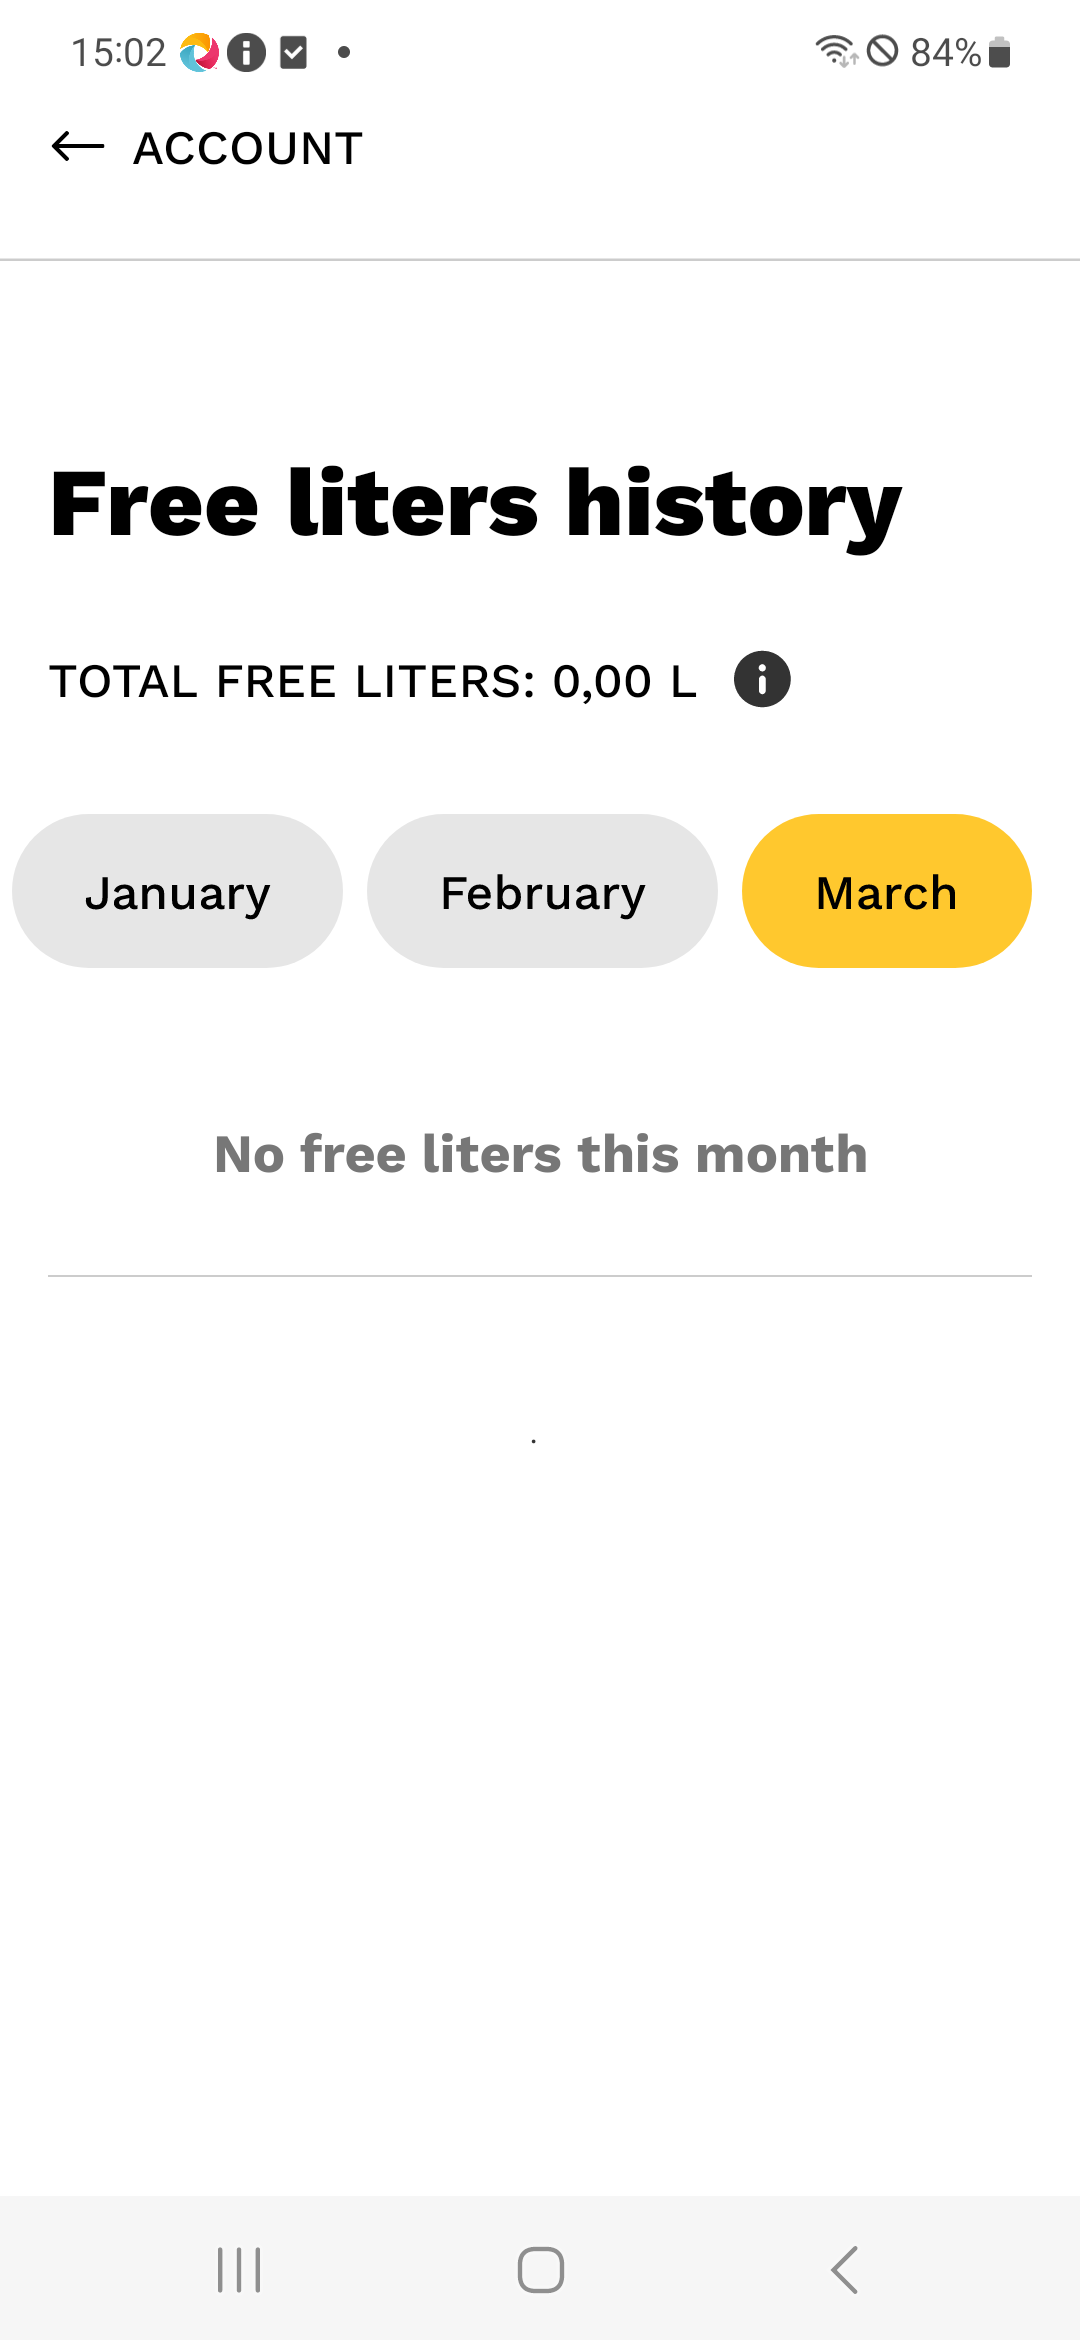 15:02 84%
ACCOUNT
Free liters history
TOTAL FREE LITERS: 0,00 L
January February March
No free liters this month
.